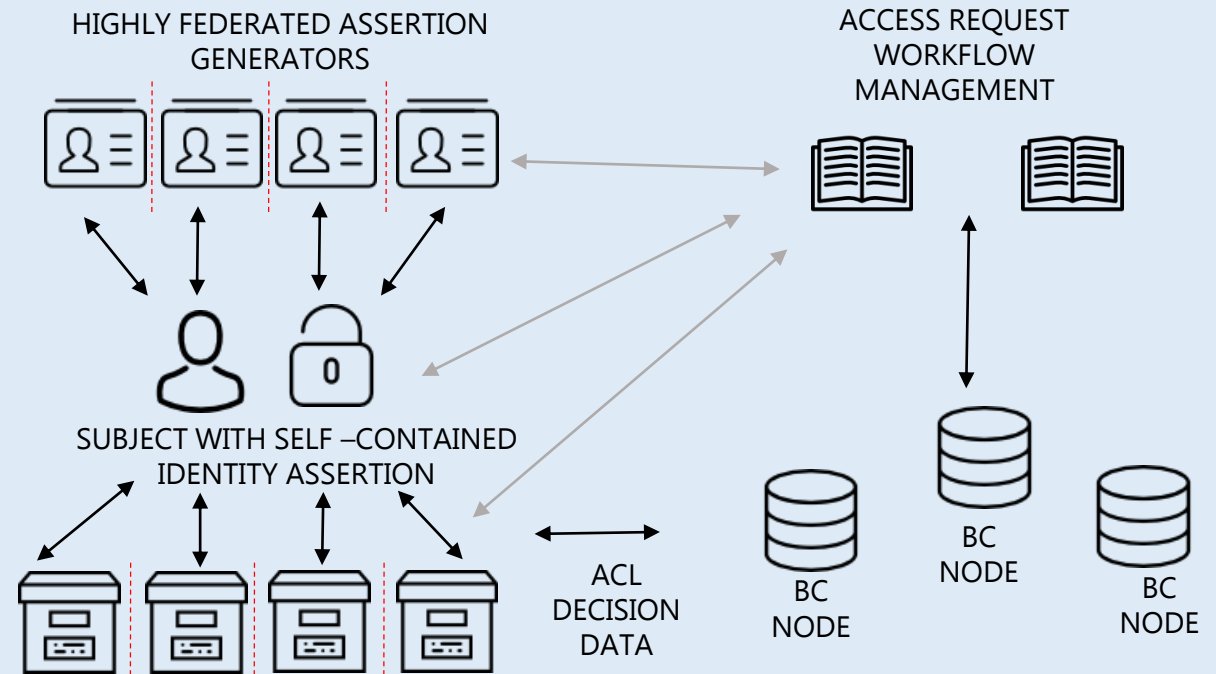 HIGHLY FEDERATED ASSERTION
GENERATORS
ACCESS REQUEST
WORKFLOW
MANAGEMENT
SUBJECT WITH SELF –CONTAINED
IDENTITY ASSERTION
ACL
DECISION
DATA
BC
NODE
BC
NODE
BC
NODE